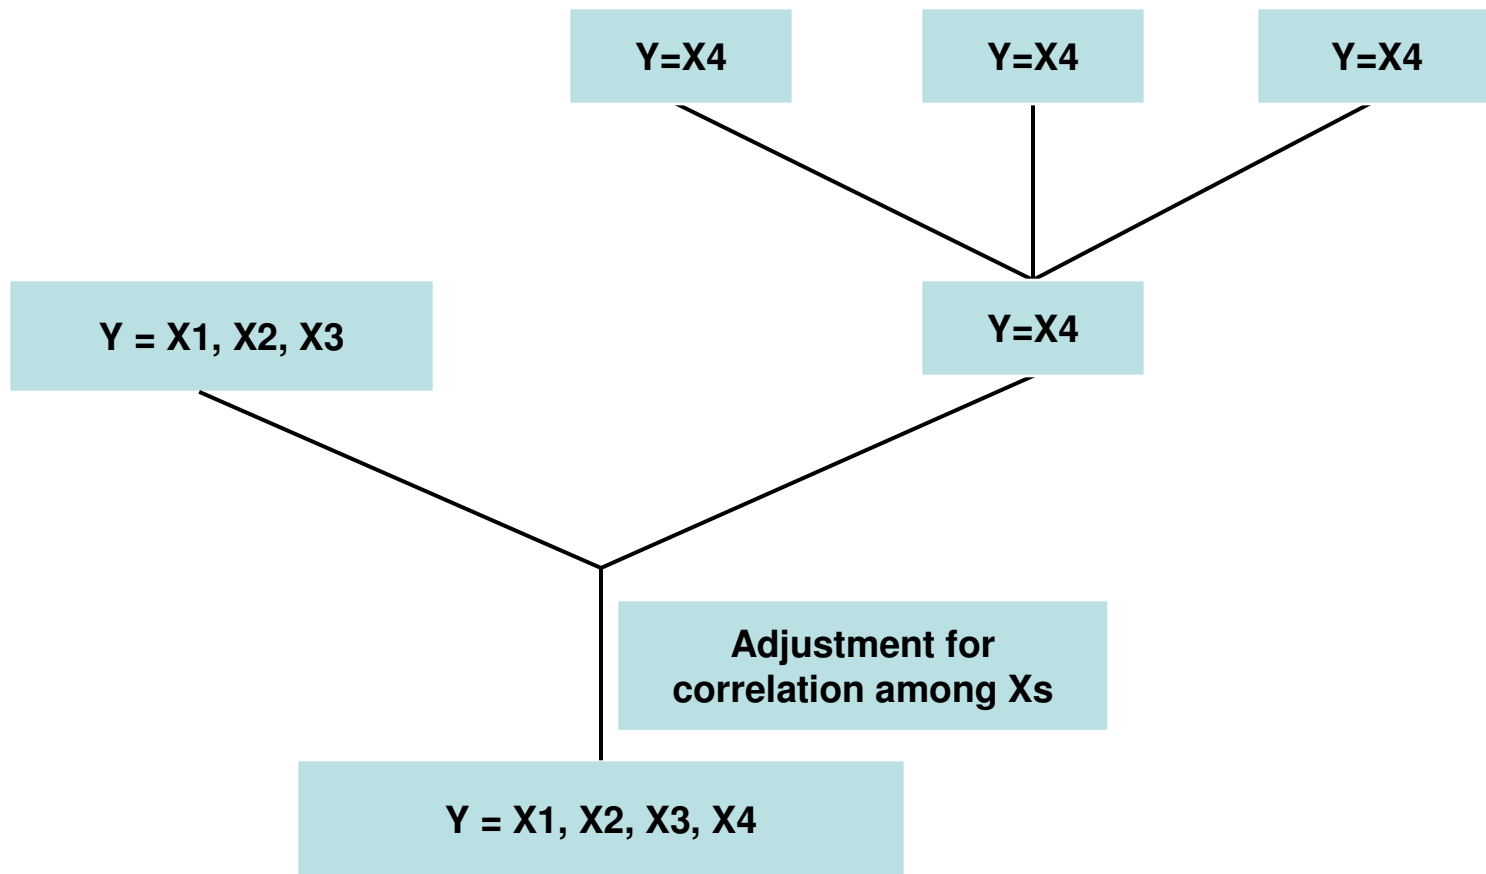 Y=X4
Y=X4
Y=X4
Y = X1, X2, X3
Y=X4
Adjustment for
correlation among Xs
Y = X1, X2, X3, X4